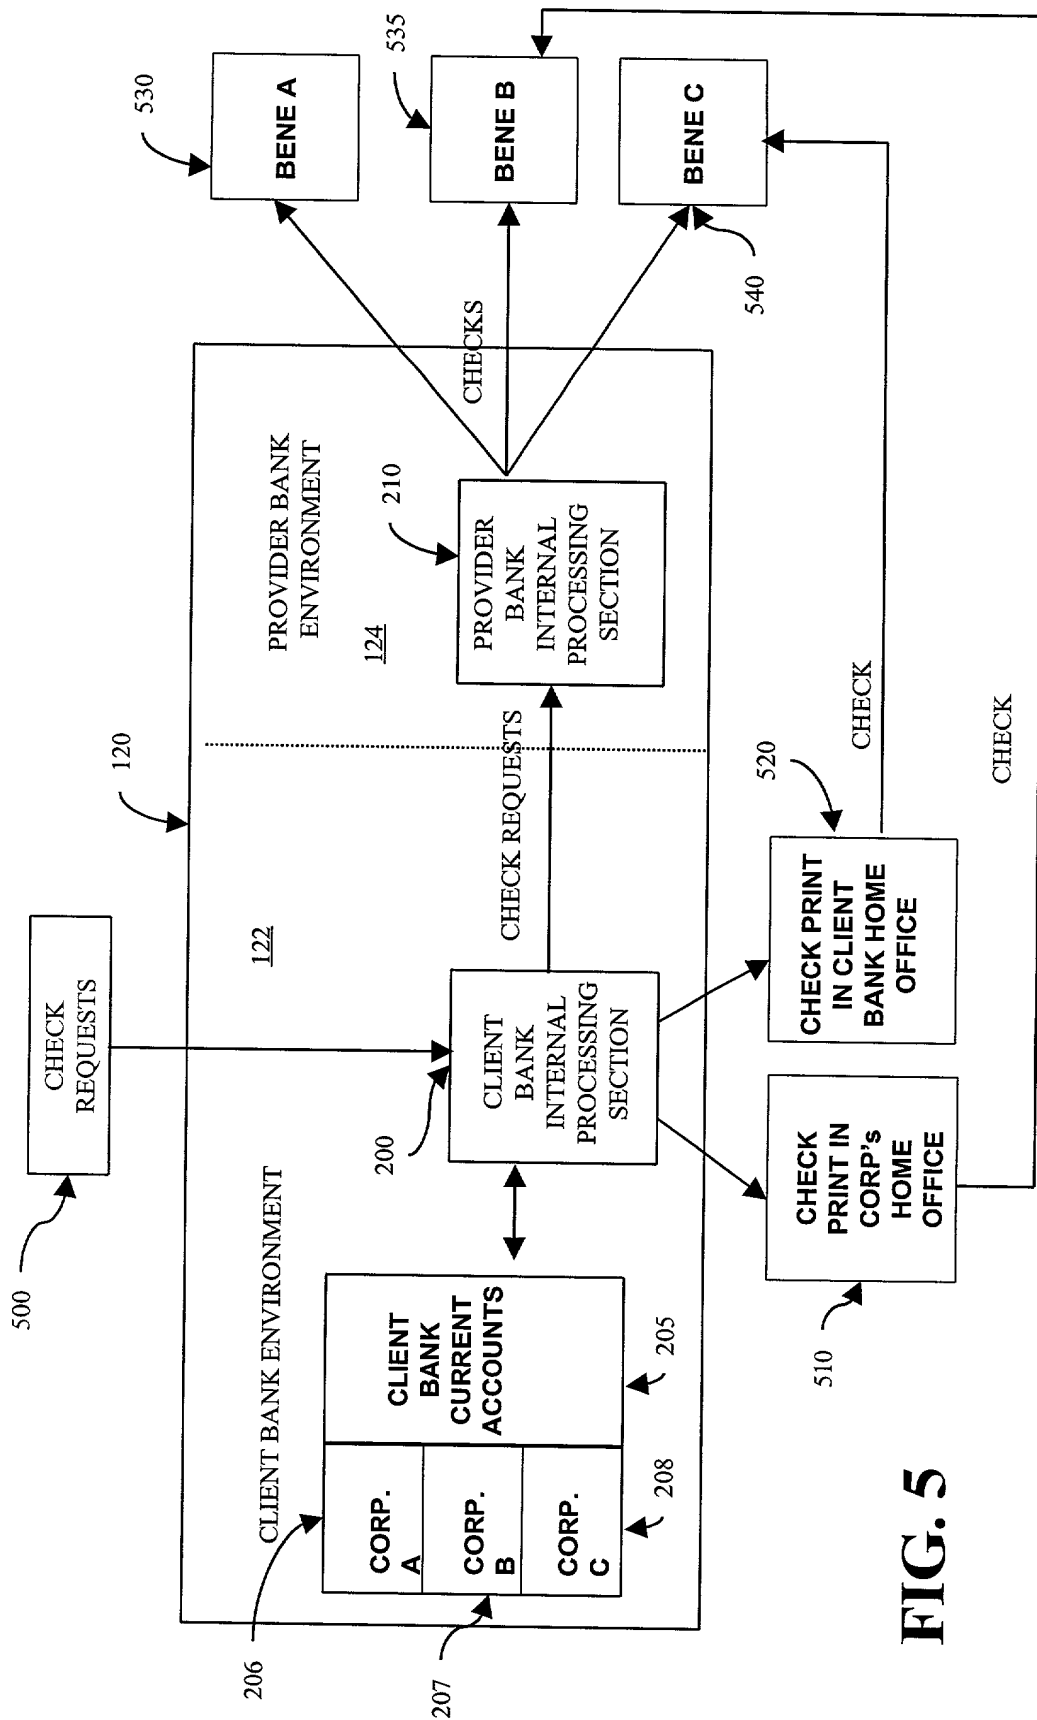 500
CHECK
REQUESTS
120
CLIENT BANK ENVIRONMENT
122
PROVIDER BANK
ENVIRONMENT
124
206
CORP.
A
CORP.
B
CORP.
C
207
208
CLIENT
BANK
CURRENT
ACCOUNTS
205
200
CLIENT
BANK
INTERNAL
PROCESSING
SECTION
CHECK REQUESTS
210
PROVIDER
BANK
INTERNAL
PROCESSING
SECTION
CHECKS
530
BENE A
535
BENE B
BENE C
540
510
CHECK
PRINT IN
CORP's
HOME
OFFICE
520
CHECK PRINT
IN CLIENT
BANK HOME
OFFICE
CHECK
CHECK
FIG. 5